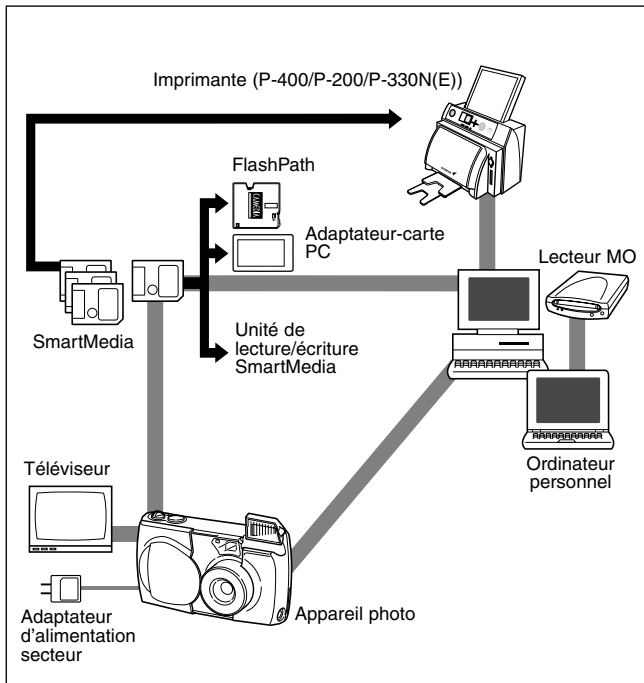 Imprimante (P-400/P-200/P-330N(E))
FlashPath
CAMEDIA
Adaptateur-carte
PC
Lecteur MO
SmartMedia
Unité de
lecture/écriture
SmartMedia
Ordinateur
personnel
Téléviseur
Appareil photo
Adaptateur
d'alimentation
secteur